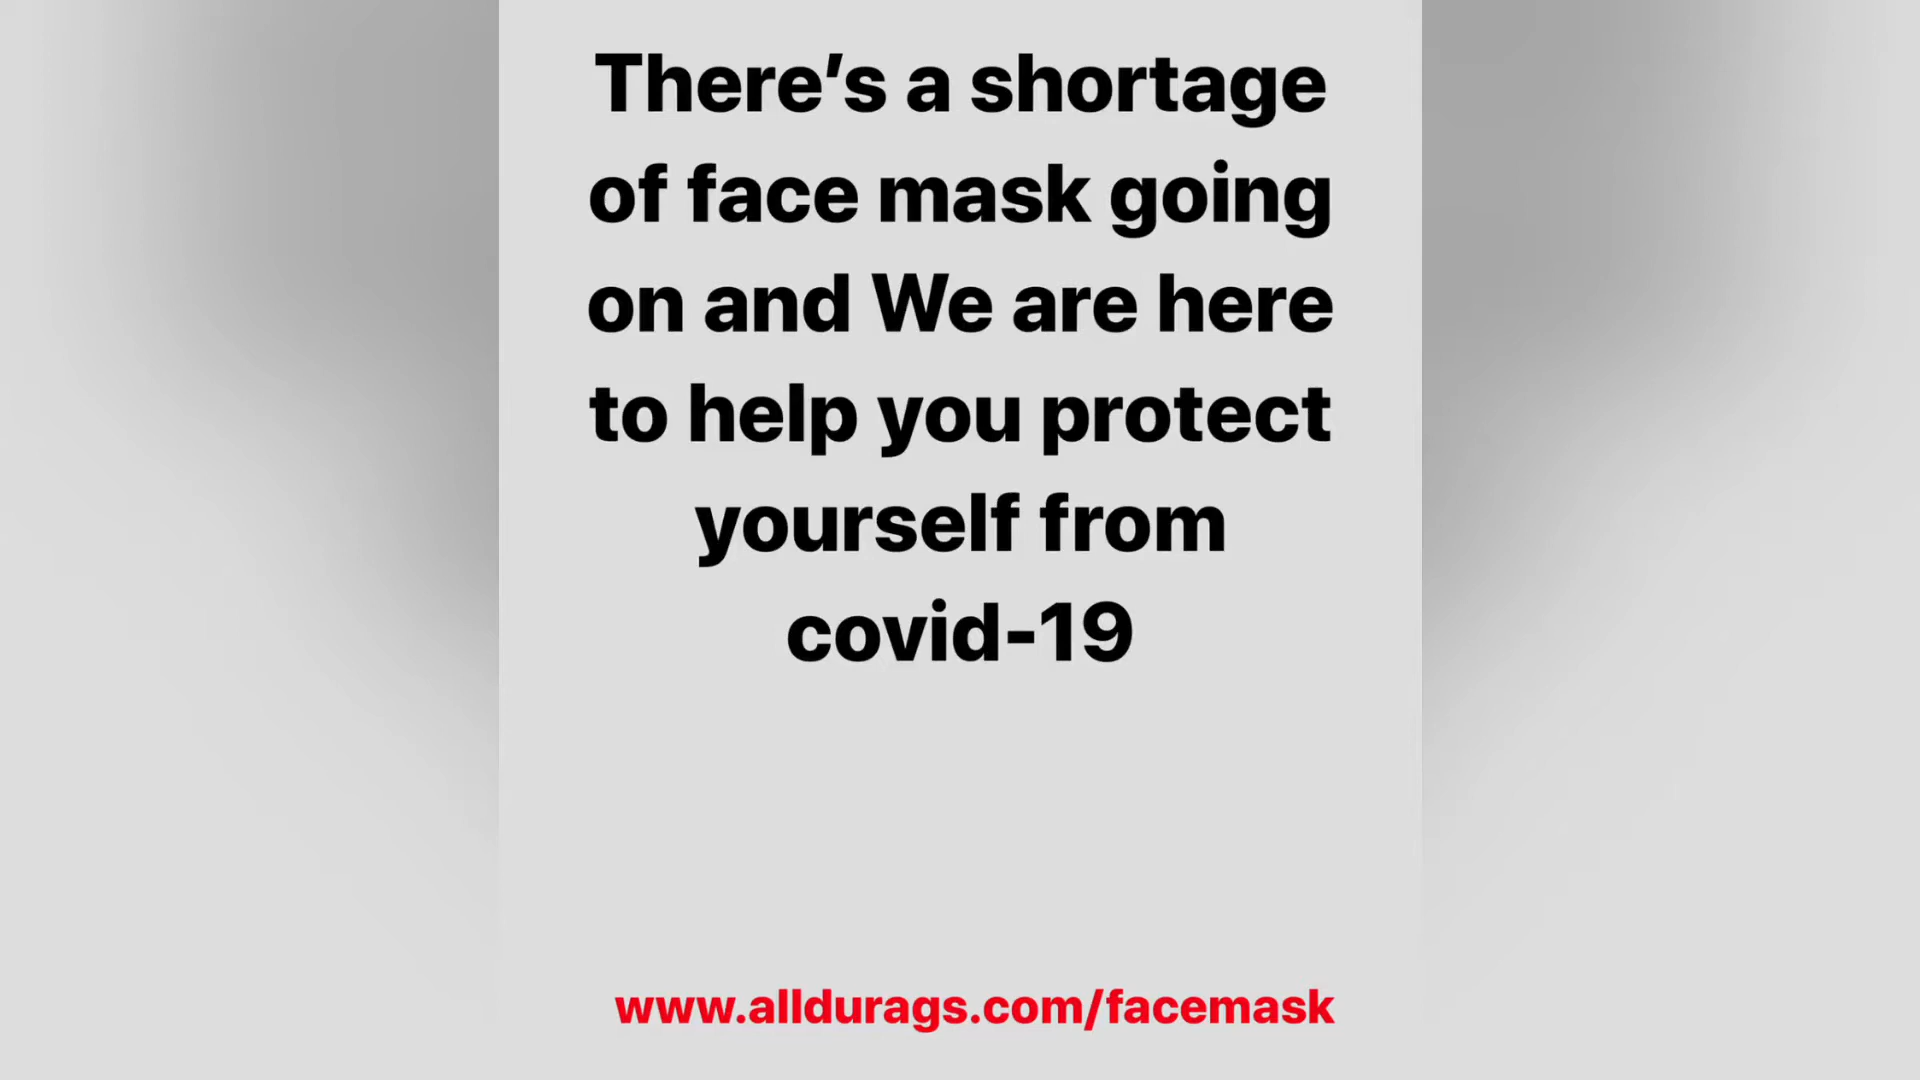 There’s a shortage
of face mask going
on and We are here
to help you protect
yourself from
covid-19
www.alldurags.com/facemask